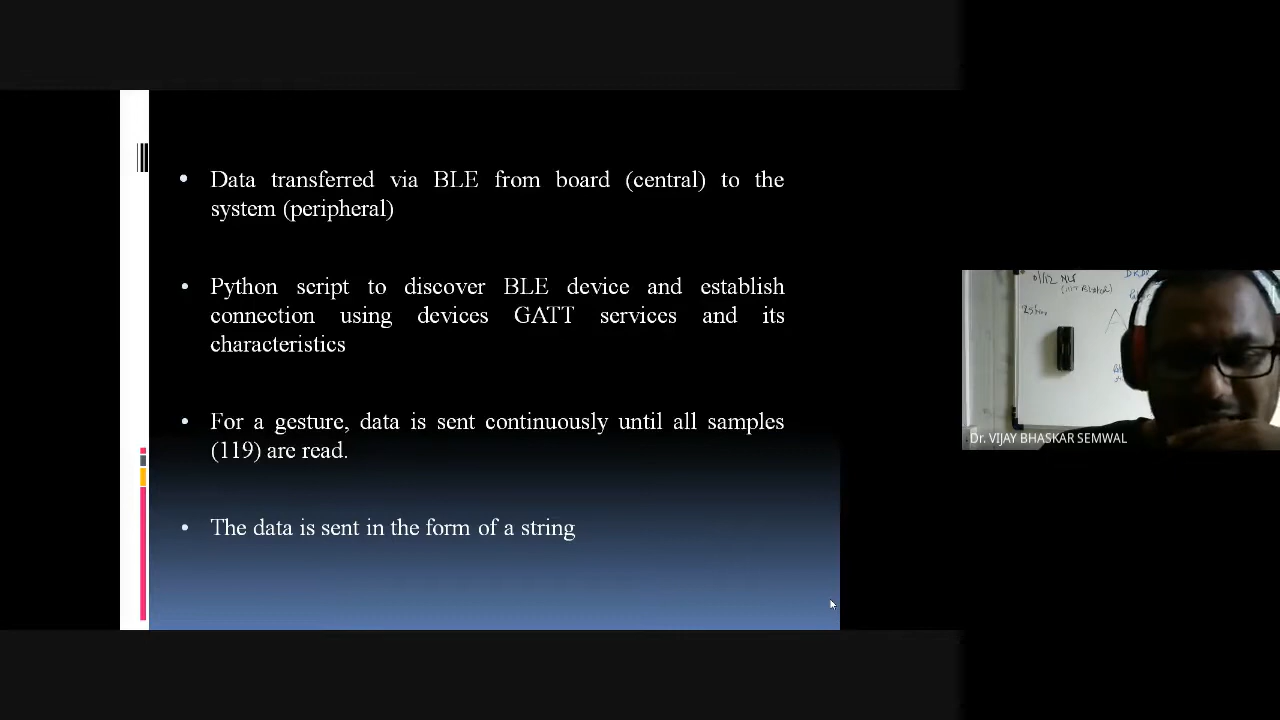 • Data transferred via BLE from board (central) to the
system (peripheral)
• Python script to discover BLE device and establish
connection using devices GATT services and its
characteristics
• For a gesture, data is sent continuously until all samples
(119) are read.
• The data is sent in the form of a string
01/12
A
Dr. VIJAY BHASKAR SEMWAL